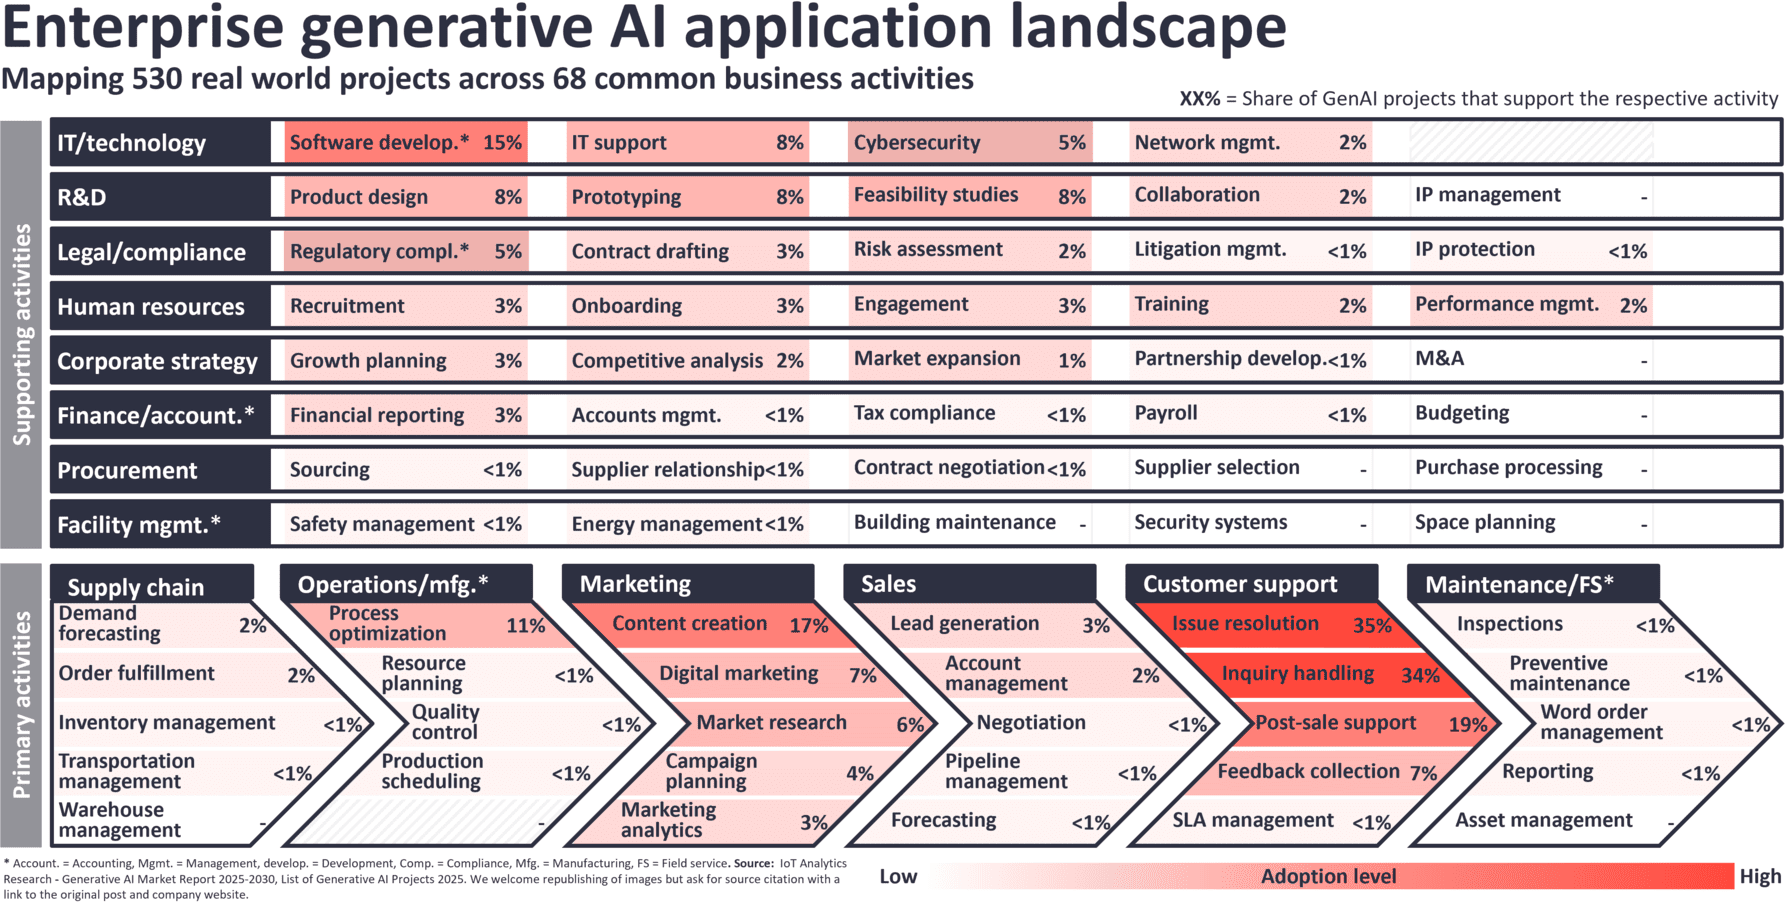 Enterprise generative AI application landscape
Mapping 530 real world projects across 68 common business activities
XX% = Share of GenAI projects that support the respective activity
Supporting activities
IT/technology
Software develop.* 15%
IT support 8%
Cybersecurity 5%
Network mgmt. 2%
R&D
Product design 8%
Prototyping 8%
Feasibility studies 8%
Collaboration 2%
IP management -
Legal/compliance
Regulatory compl.* 5%
Contract drafting 3%
Risk assessment 2%
Litigation mgmt. <1%
IP protection <1%
Human resources
Recruitment 3%
Onboarding 3%
Engagement 3%
Training 2%
Performance mgmt. 2%
Corporate strategy
Growth planning 3%
Competitive analysis 2%
Market expansion 1%
Partnership develop.<1%
M&A -
Finance/account.*
Financial reporting 3%
Accounts mgmt. <1%
Tax compliance <1%
Payroll <1%
Budgeting -
Procurement
Sourcing <1%
Supplier relationship<1%
Contract negotiation<1%
Supplier selection -
Purchase processing -
Facility mgmt.*
Safety management <1%
Energy management<1%
Building maintenance -
Security systems -
Space planning -
Primary activities
Supply chain
Demand
forecasting 2%
Order fulfillment 2%
Inventory management <1%
Transportation
management <1%
Warehouse
management -
Operations/mfg.*
Process
optimization 11%
Resource
planning <1%
Quality
control <1%
Production
scheduling <1%
-
Marketing
Content creation 17%
Digital marketing 7%
Market research 6%
Campaign
planning 4%
Marketing
analytics 3%
Sales
Lead generation 3%
Account
management 2%
Negotiation <1%
Pipeline
management <1%
Forecasting <1%
Customer support
Issue resolution 35%
Inquiry handling 34%
Post-sale support 19%
Feedback collection 7%
SLA management <1%
Maintenance/FS*
Inspections <1%
Preventive
maintenance <1%
Word order
management <1%
Reporting <1%
Asset management -
* Account. = Accounting, Mgmt. = Management, develop. = Development, Comp. = Compliance, Mfg. = Manufacturing, FS = Field service. Source: IoT Analytics
Research - Generative AI Market Report 2025-2030, List of Generative AI Projects 2025. We welcome republishing of images but ask for source citation with a
link to the original post and company website.
Low Adoption level High